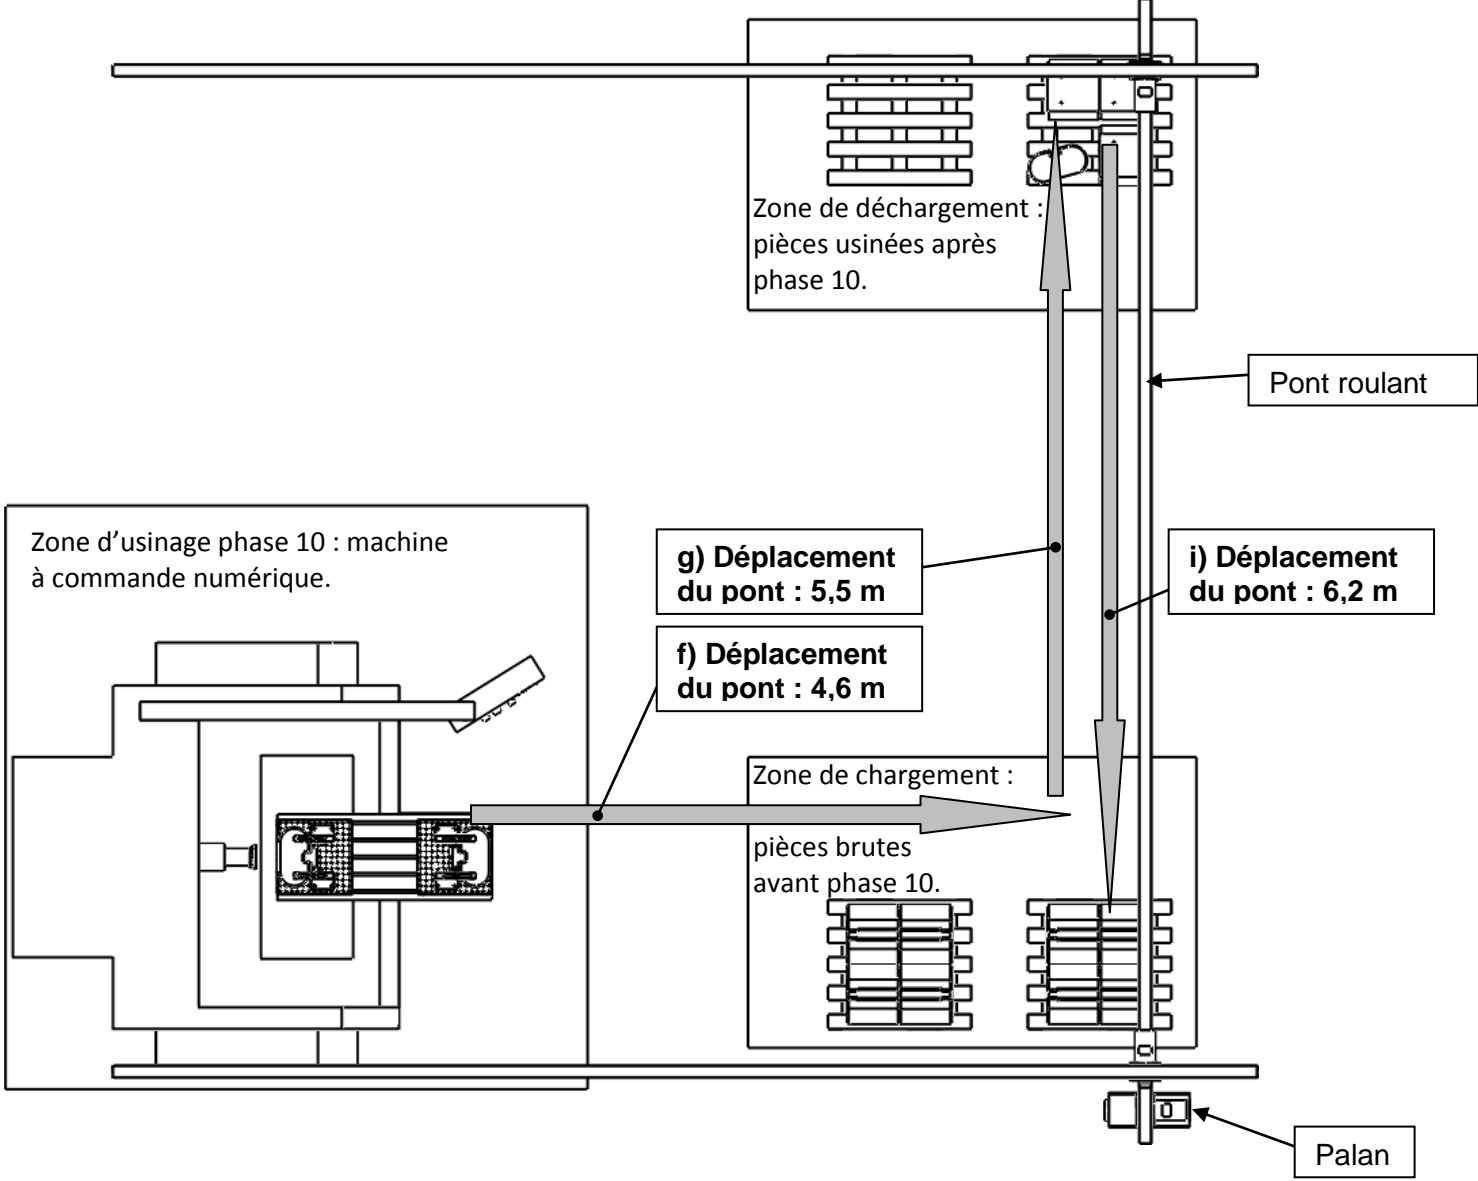 Zone de déchargement :
pièces usinées après
phase 10.
Pont roulant
Zone d’usinage phase 10 : machine
à commande numérique.
g) Déplacement
du pont : 5,5 m
i) Déplacement
du pont : 6,2 m
f) Déplacement
du pont : 4,6 m
Zone de chargement :
pièces brutes
avant phase 10.
Palan